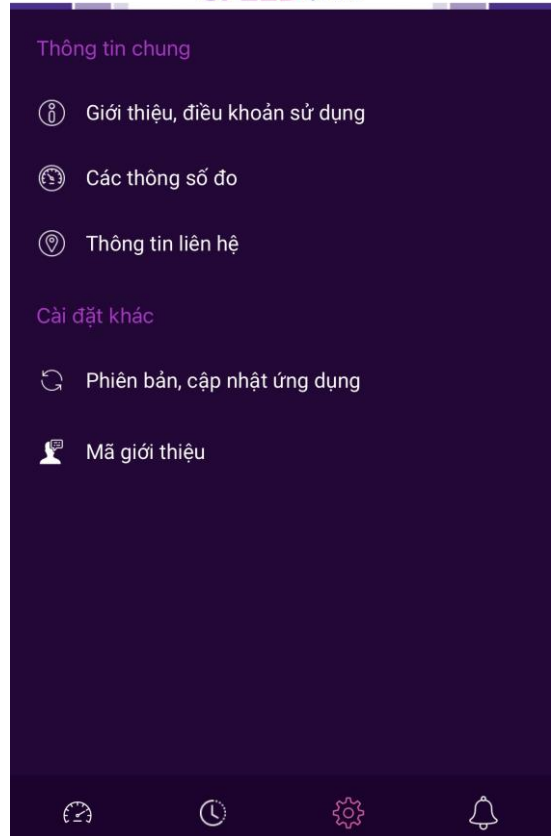 Thông tin chung
Giới thiệu, điều khoản sử dụng
Các thông số đo
Thông tin liên hệ
Cài đặt khác
Phiên bản, cập nhật ứng dụng
Mã giới thiệu